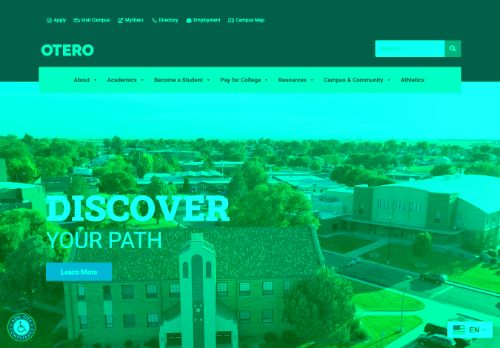 Apply Visit Campus MyOtero Directory Employment Campus Map
OTERO
About Academics Become a Student Pay for College Resources Campus & Community Athletics
DISCOVER
YOUR PATH
Learn More
EN